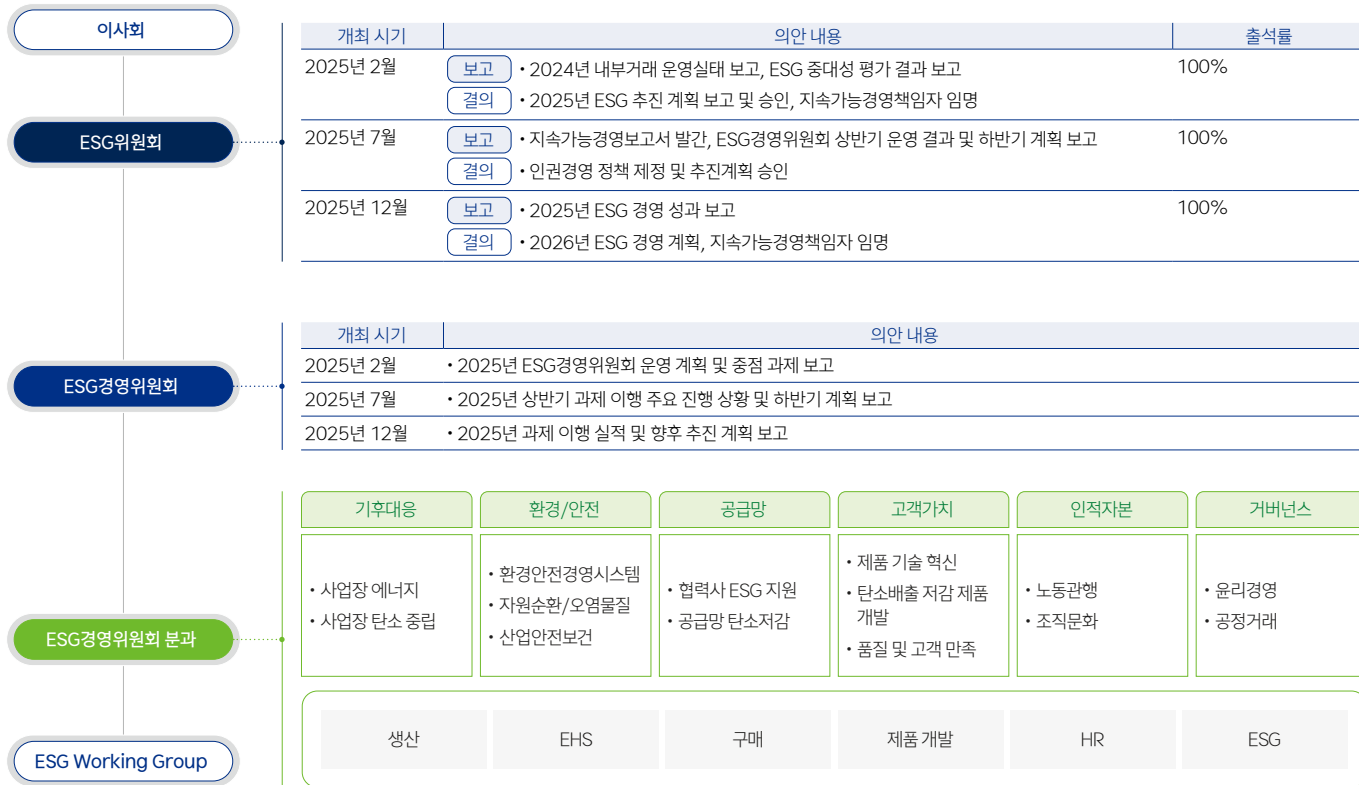 이사회
개최 시기 의안 내용 출석률
2025년 2월 보고 • 2024년 내부거래 운영실태 보고, ESG 중대성 평가 결과 보고 100%
결의 • 2025년 ESG 추진 계획 보고 및 승인, 지속가능경영책임자 임명
ESG위원회
2025년 7월 보고 • 지속가능경영보고서 발간, ESG경영위원회 상반기 운영 결과 및 하반기 계획 보고 100%
결의 • 인권경영 정책 제정 및 추진계획 승인
2025년 12월 보고 • 2025년 ESG 경영 성과 보고 100%
결의 • 2026년 ESG 경영 계획, 지속가능경영책임자 임명
개최 시기 의안 내용
2025년 2월 • 2025년 ESG경영위원회 운영 계획 및 중점 과제 보고
ESG경영위원회
2025년 7월 • 2025년 상반기 과제 이행 주요 진행 상황 및 하반기 계획 보고
2025년 12월 • 2025년 과제 이행 실적 및 향후 추진 계획 보고
ESG경영위원회 분과
기후대응
• 사업장 에너지
• 사업장 탄소 중립
환경/안전
• 환경안전경영시스템
• 자원순환/오염물질
• 산업안전보건
공급망
• 협력사 ESG 지원
• 공급망 탄소저감
고객가치
• 제품 기술 혁신
• 탄소배출 저감 제품
개발
• 품질 및 고객 만족
인적자본
• 노동관행
• 조직문화
거버넌스
• 윤리경영
• 공정거래
ESG Working Group
생산 EHS 구매 제품 개발 HR ESG